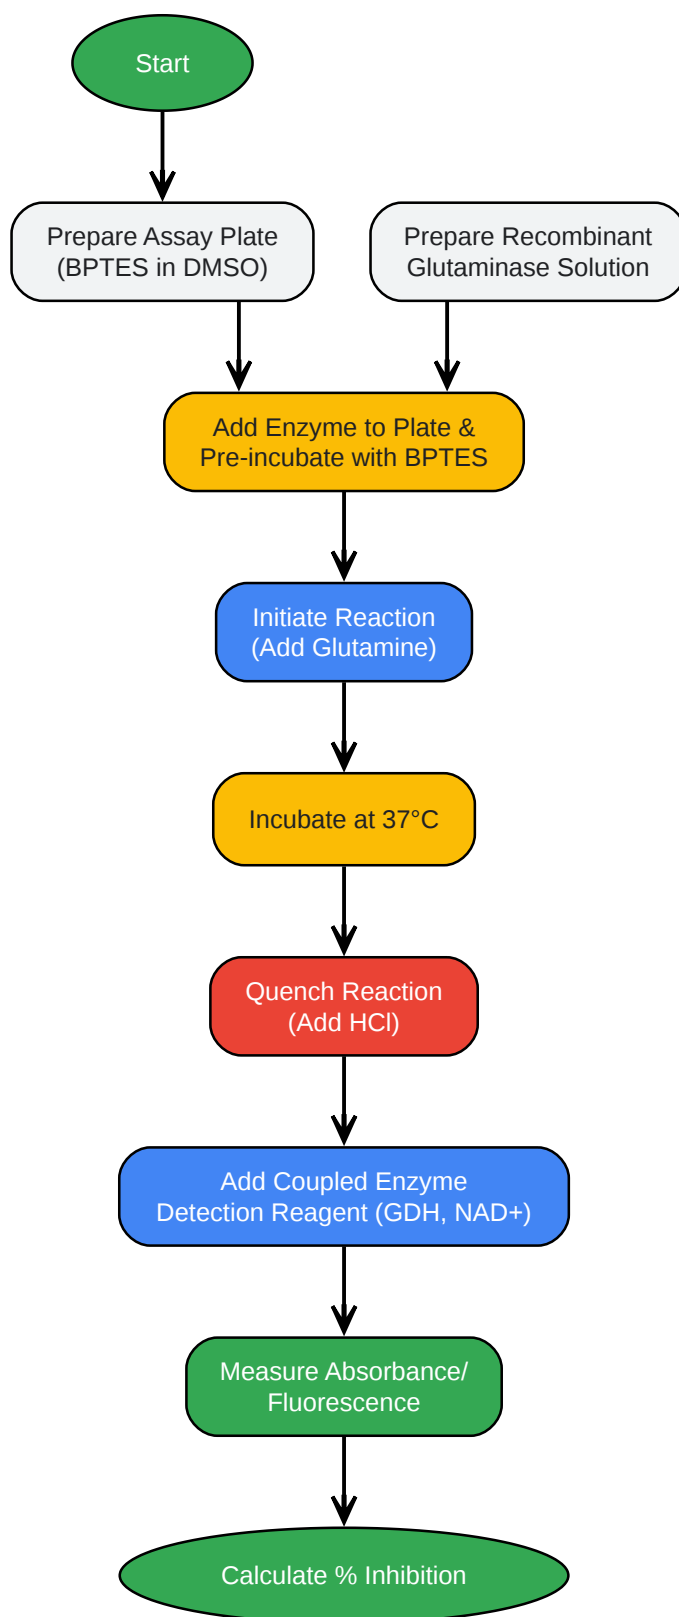 Start
Prepare Assay Plate
(BPTES in DMSO)
Prepare Recombinant
Glutaminase Solution
Add Enzyme to Plate &
Pre-incubate with BPTES
Initiate Reaction
(Add Glutamine)
Incubate at 37°C
Quench Reaction
(Add HCl)
Add Coupled Enzyme
Detection Reagent (GDH, NAD+)
Measure Absorbance/
Fluorescence
Calculate % Inhibition